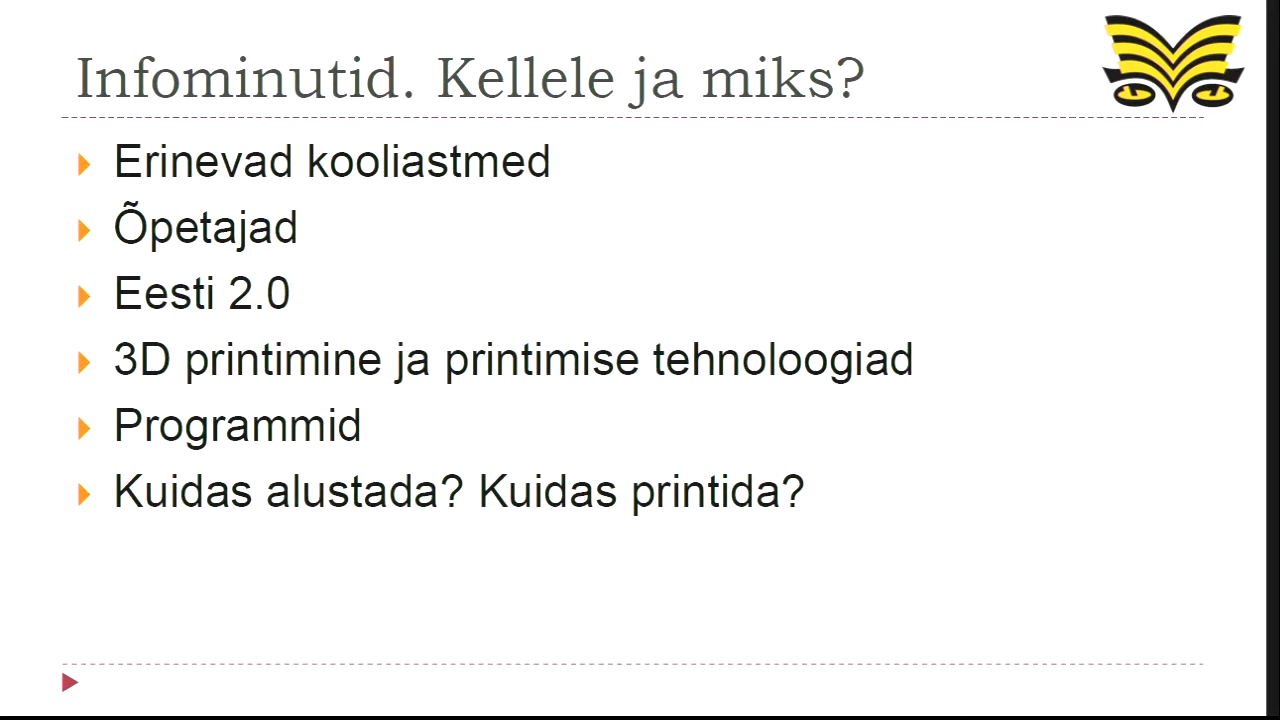 Infominutid. Kellele ja miks?
Erinevad kooliastmed
Õpetajad
Eesti 2.0
3D printimine ja printimise tehnoloogiad
Programmid
Kuidas alustada? Kuidas printida?